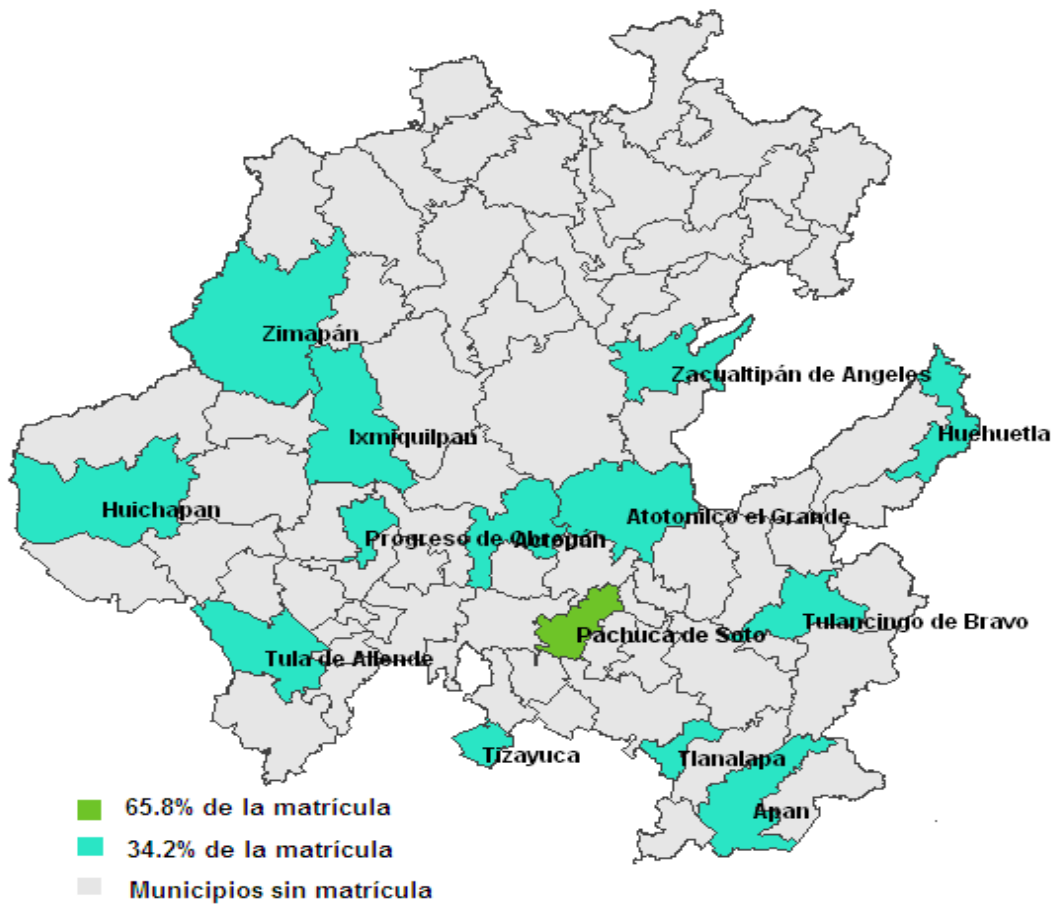 Zimapán
Zacualtipán de Angeles
Huehuetla
Ixmiquilpan
Huichapan
Atotonilco el Grande
Progreso de Obregón
Actopan
Tulancingo de Bravo
Pachuca de Soto
Tula de Allende
Tizayuca
Tlanalapa
Apan
65.8% de la matrícula
34.2% de la matrícula
Municipios sin matrícula